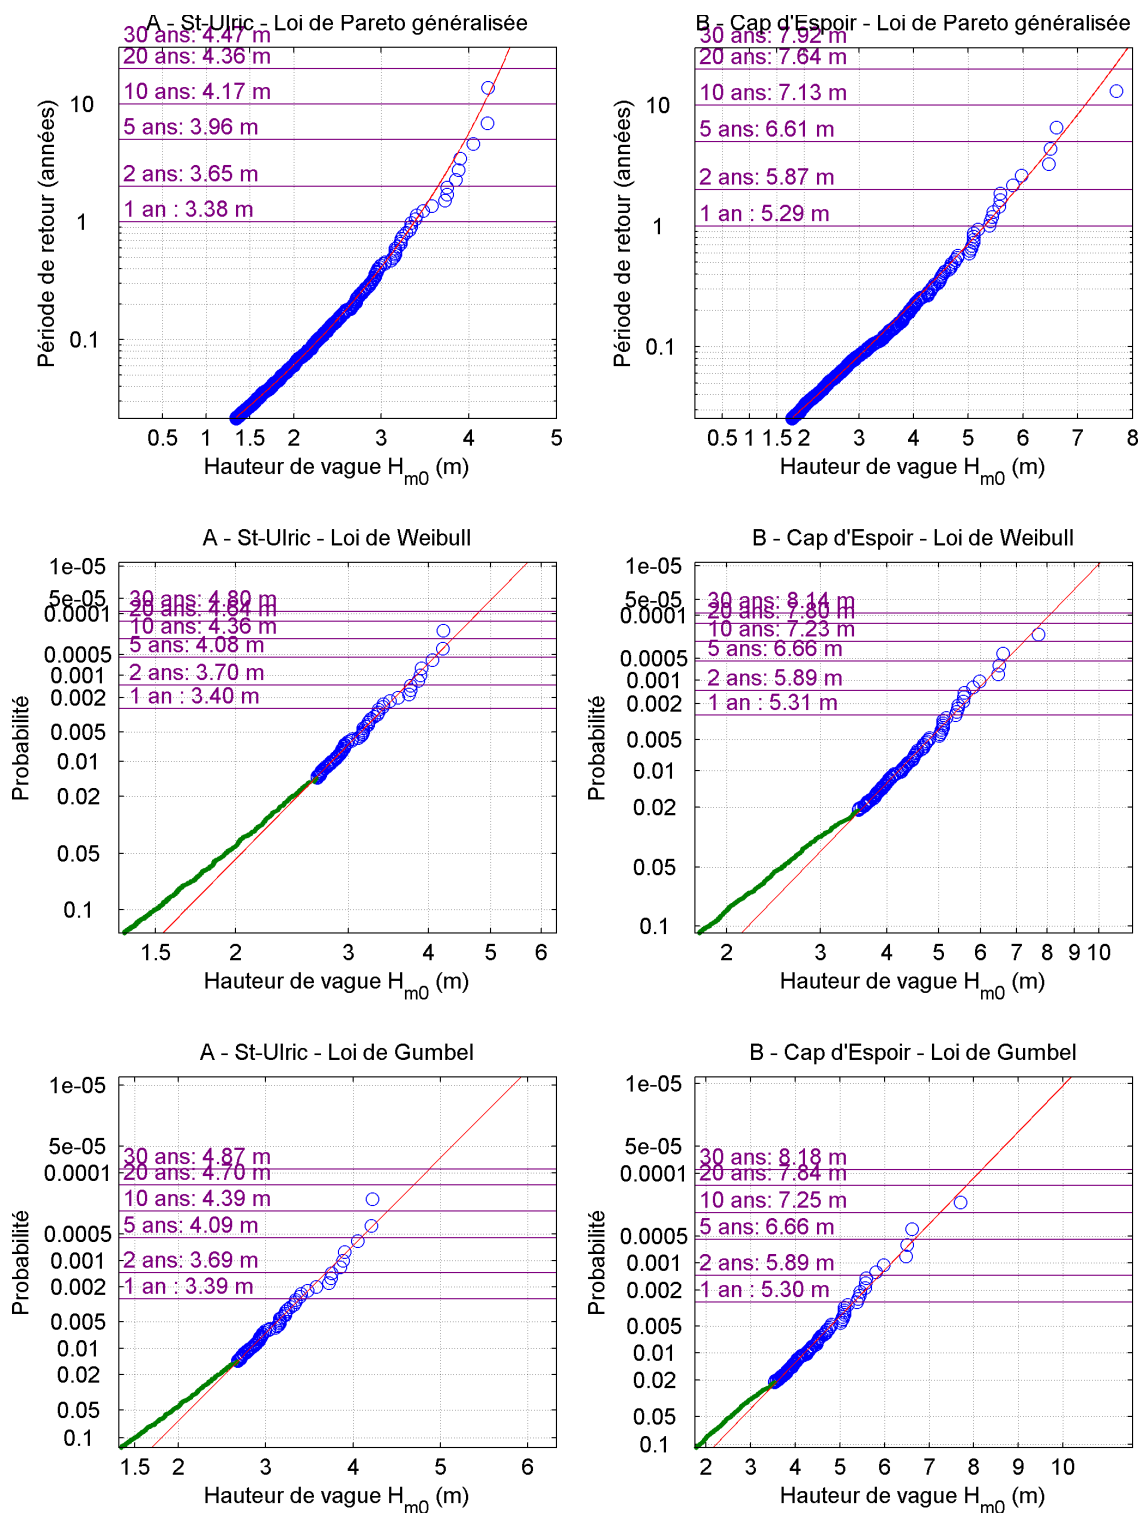 A - St-Ulric - Loi de Pareto généralisée
30 ans: 4.47 m
20 ans: 4.36 m
10 ans: 4.17 m
5 ans: 3.96 m
2 ans: 3.65 m
1 an : 3.38 m
10
1
0.1
Période de retour (années)
0.5 1 1.5 2 3 4 5
Hauteur de vague Hm0 (m)
B - Cap d'Espoir - Loi de Pareto généralisée
30 ans: 7.92 m
20 ans: 7.64 m
10 ans: 7.13 m
5 ans: 6.61 m
2 ans: 5.87 m
1 an : 5.29 m
10
1
0.1
Période de retour (années)
0.5 1 1.5 2 3 4 5 6 7 8
Hauteur de vague Hm0 (m)
A - St-Ulric - Loi de Weibull
1e-05
5e-05
0.0001
0.0005
0.001
0.002
0.005
0.01
0.02
0.05
0.1
30 ans: 4.80 m
20 ans: 4.64 m
10 ans: 4.36 m
5 ans: 4.08 m
2 ans: 3.70 m
1 an : 3.40 m
Probabilité
1.5 2 3 4 5 6
Hauteur de vague Hm0 (m)
B - Cap d'Espoir - Loi de Weibull
1e-05
5e-05
0.0001
0.0005
0.001
0.002
0.005
0.01
0.02
0.05
0.1
30 ans: 8.14 m
20 ans: 7.80 m
10 ans: 7.23 m
5 ans: 6.66 m
2 ans: 5.89 m
1 an : 5.31 m
Probabilité
2 3 4 5 6 7 8 9 10
Hauteur de vague Hm0 (m)
A - St-Ulric - Loi de Gumbel
1e-05
5e-05
0.0001
0.0005
0.001
0.002
0.005
0.01
0.02
0.05
0.1
30 ans: 4.87 m
20 ans: 4.70 m
10 ans: 4.39 m
5 ans: 4.09 m
2 ans: 3.69 m
1 an : 3.39 m
Probabilité
1.5 2 3 4 5 6
Hauteur de vague Hm0 (m)
B - Cap d'Espoir - Loi de Gumbel
1e-05
5e-05
0.0001
0.0005
0.001
0.002
0.005
0.01
0.02
0.05
0.1
30 ans: 8.18 m
20 ans: 7.84 m
10 ans: 7.25 m
5 ans: 6.66 m
2 ans: 5.89 m
1 an : 5.30 m
Probabilité
2 3 4 5 6 7 8 9 10
Hauteur de vague Hm0 (m)